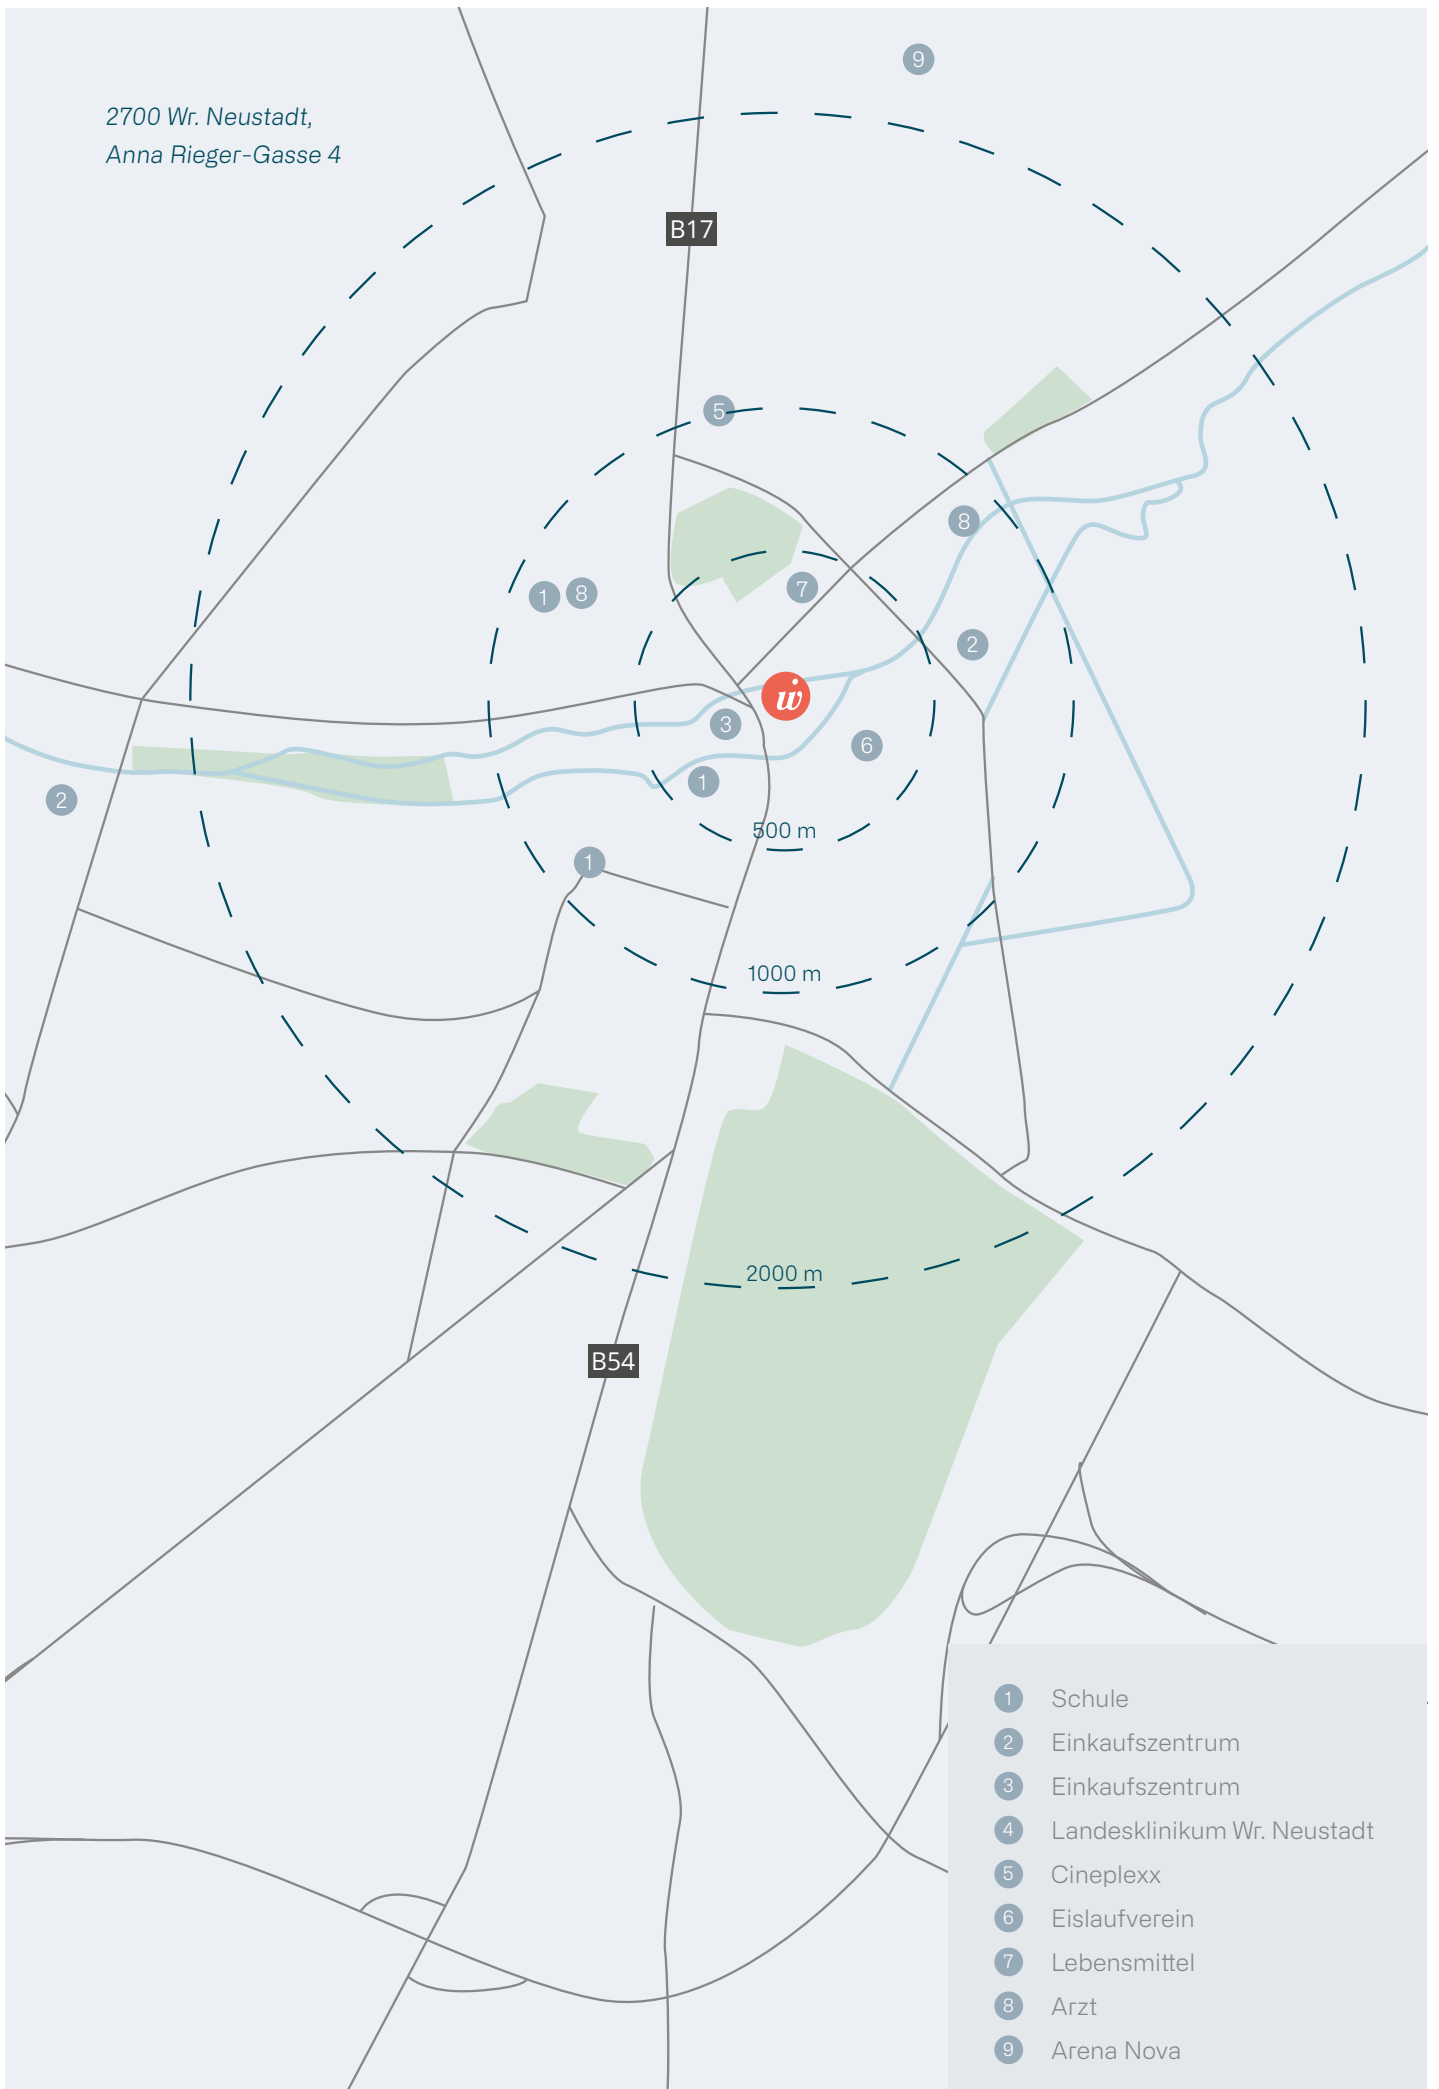 2700 Wr. Neustadt,
Anna Rieger-Gasse 4
9
B17
5
8
1
8
7
2
w
3
6
1
2
500 m
1
1000 m
2000 m
B54
1 Schule
2 Einkaufszentrum
3 Einkaufszentrum
4 Landesklinikum Wr. Neustadt
5 Cineplexx
6 Eislaufverein
7 Lebensmittel
8 Arzt
9 Arena Nova